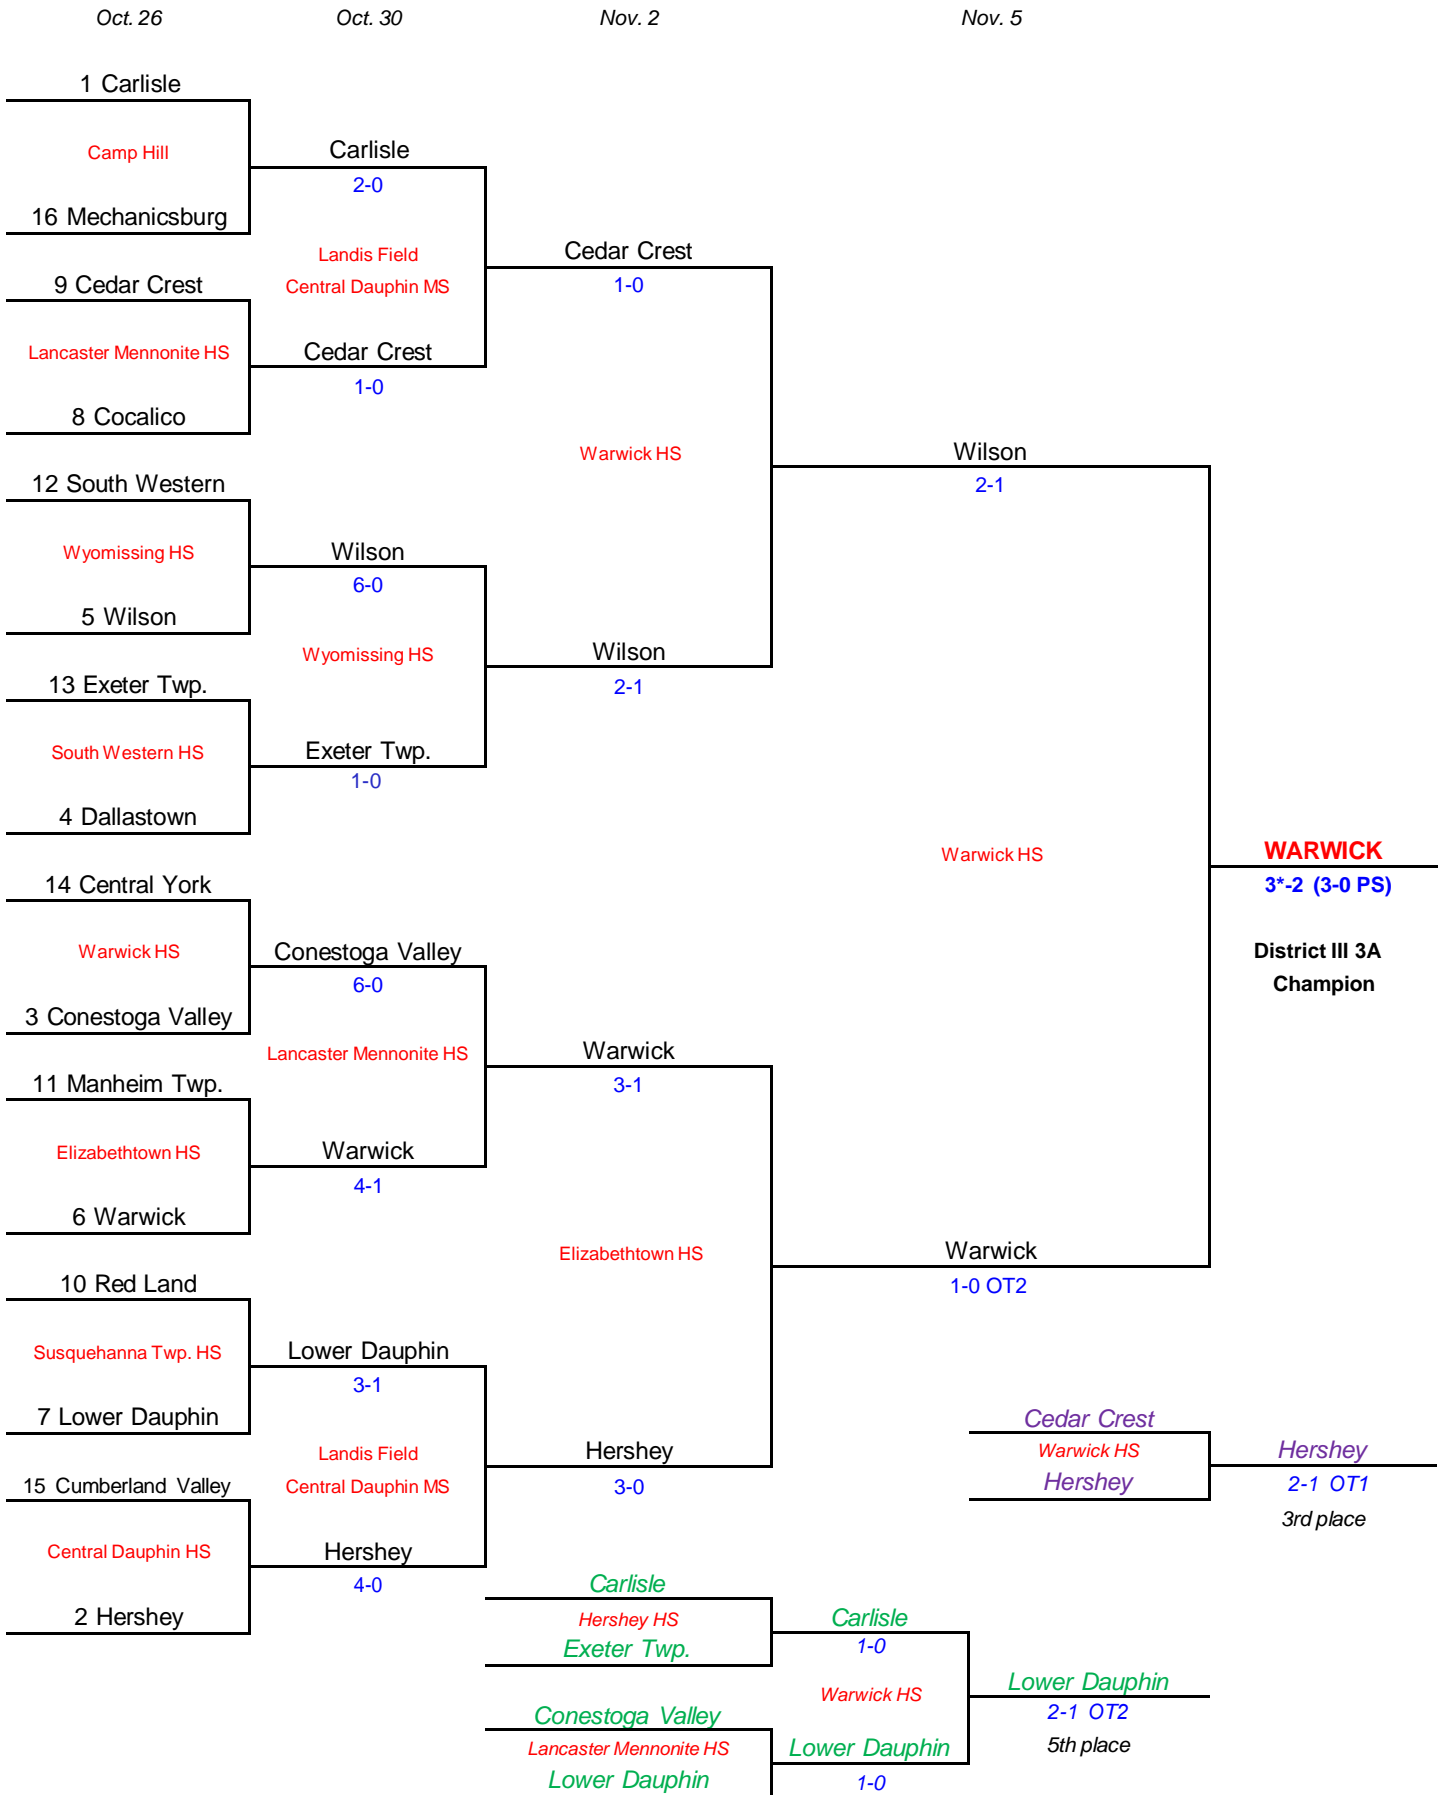 Oct. 26
Oct. 30
Nov. 2
Nov. 5
1 Carlisle
Camp Hill
16 Mechanicsburg
9 Cedar Crest
Lancaster Mennonite HS
8 Cocalico
12 South Western
Wyomissing HS
5 Wilson
13 Exeter Twp.
South Western HS
4 Dallastown
14 Central York
Warwick HS
3 Conestoga Valley
11 Manheim Twp.
Elizabethtown HS
6 Warwick
10 Red Land
Susquehanna Twp. HS
7 Lower Dauphin
15 Cumberland Valley
Central Dauphin HS
2 Hershey
Carlisle
2-0
Landis Field
Central Dauphin MS
Cedar Crest
1-0
Wilson
6-0
Wyomissing HS
Exeter Twp.
1-0
Conestoga Valley
6-0
Lancaster Mennonite HS
Warwick
4-1
Lower Dauphin
3-1
Landis Field
Central Dauphin MS
Hershey
4-0
Cedar Crest
1-0
Warwick HS
Wilson
2-1
Warwick
3-1
Elizabethtown HS
Hershey
3-0
Wilson
2-1
Warwick HS
Warwick
1-0 OT2
WARWICK
3*-2 (3-0 PS)
District III 3A
Champion
Cedar Crest
Warwick HS
Hershey
Hershey
2-1 OT1
3rd place
Carlisle
Hershey HS
Exeter Twp.
Conestoga Valley
Lancaster Mennonite HS
Lower Dauphin
Carlisle
1-0
Warwick HS
Lower Dauphin
1-0
Lower Dauphin
2-1 OT2
5th place